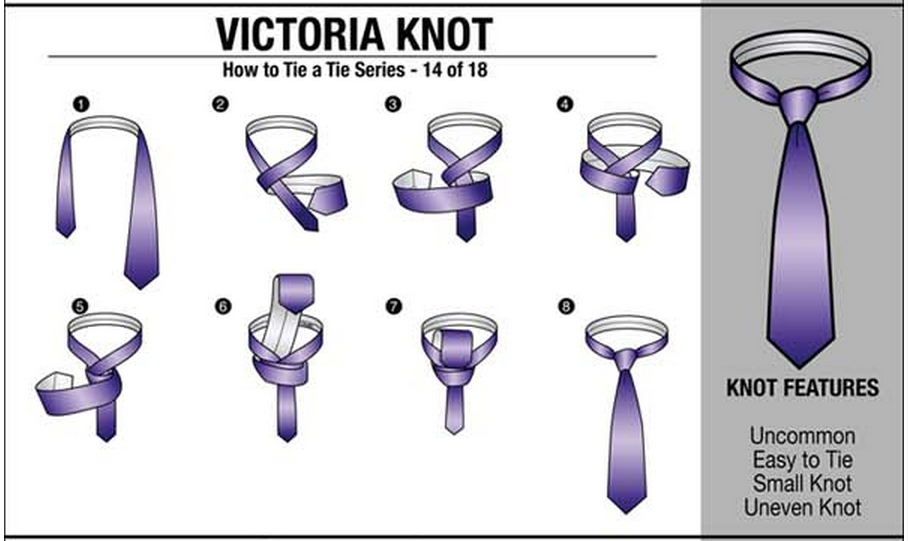 VICTORIA KNOT
How to Tie a Tie Series - 14 of 18
1
2
3
4
5
6
7
8
KNOT FEATURES
Uncommon
Easy to Tie
Small Knot
Uneven Knot